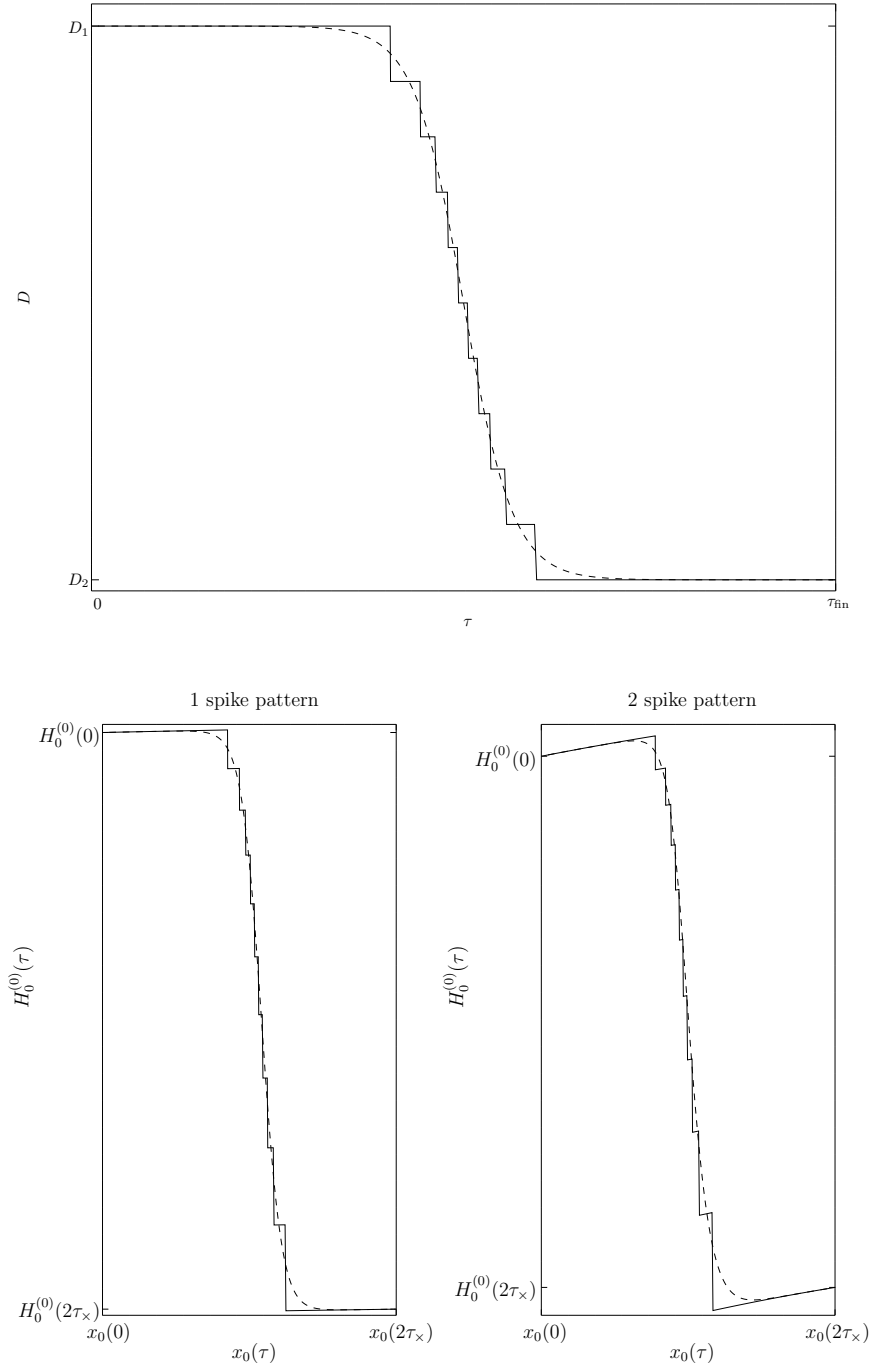 D₁
D
D₂
0
τ_fin
τ
1 spike pattern
2 spike pattern
H₀⁽⁰⁾(0)
H₀⁽⁰⁾(0)
H₀⁽⁰⁾(τ)
H₀⁽⁰⁾(τ)
H₀⁽⁰⁾(2τ×)
H₀⁽⁰⁾(2τ×)
x₀(0)
x₀(τ)
x₀(2τ×)
x₀(0)
x₀(τ)
x₀(2τ×)